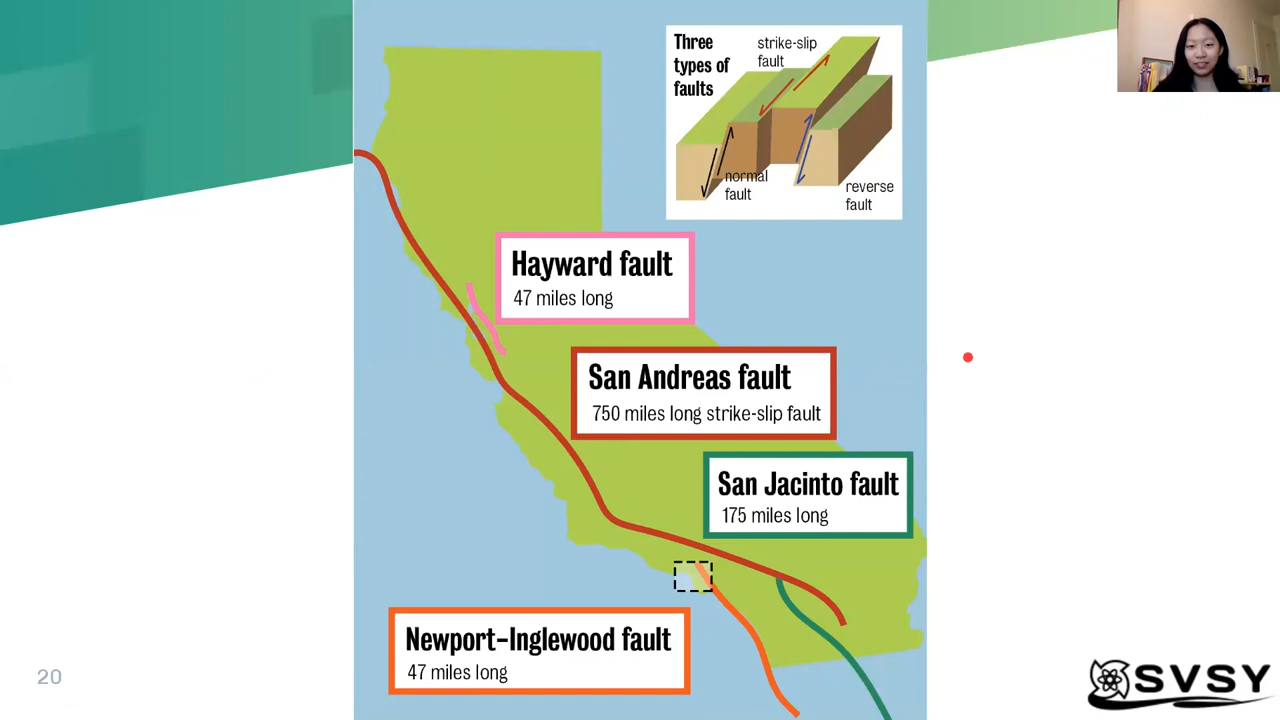 Three
types of
faults
strike-slip
fault
normal
fault
reverse
fault
Hayward fault
47 miles long
San Andreas fault
750 miles long strike-slip fault
San Jacinto fault
175 miles long
Newport-Inglewood fault
47 miles long
20
SVSY